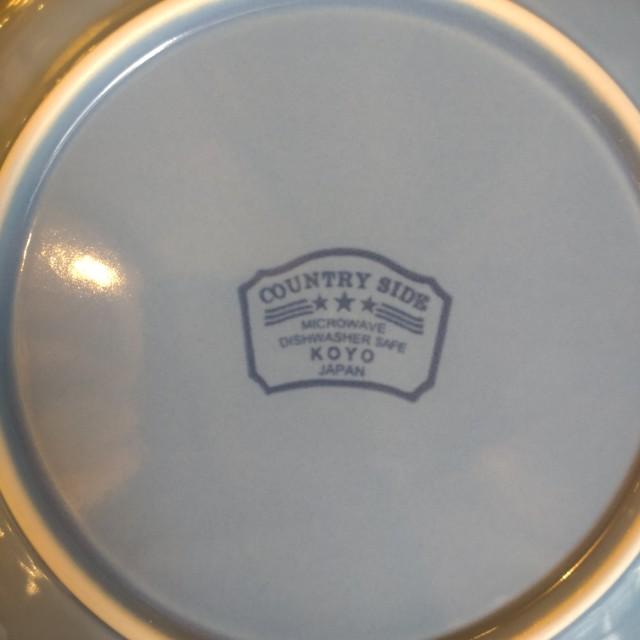 COUNTRY SIDE
MICROWAVE
DISHWASHER SAFE
KOYO
JAPAN